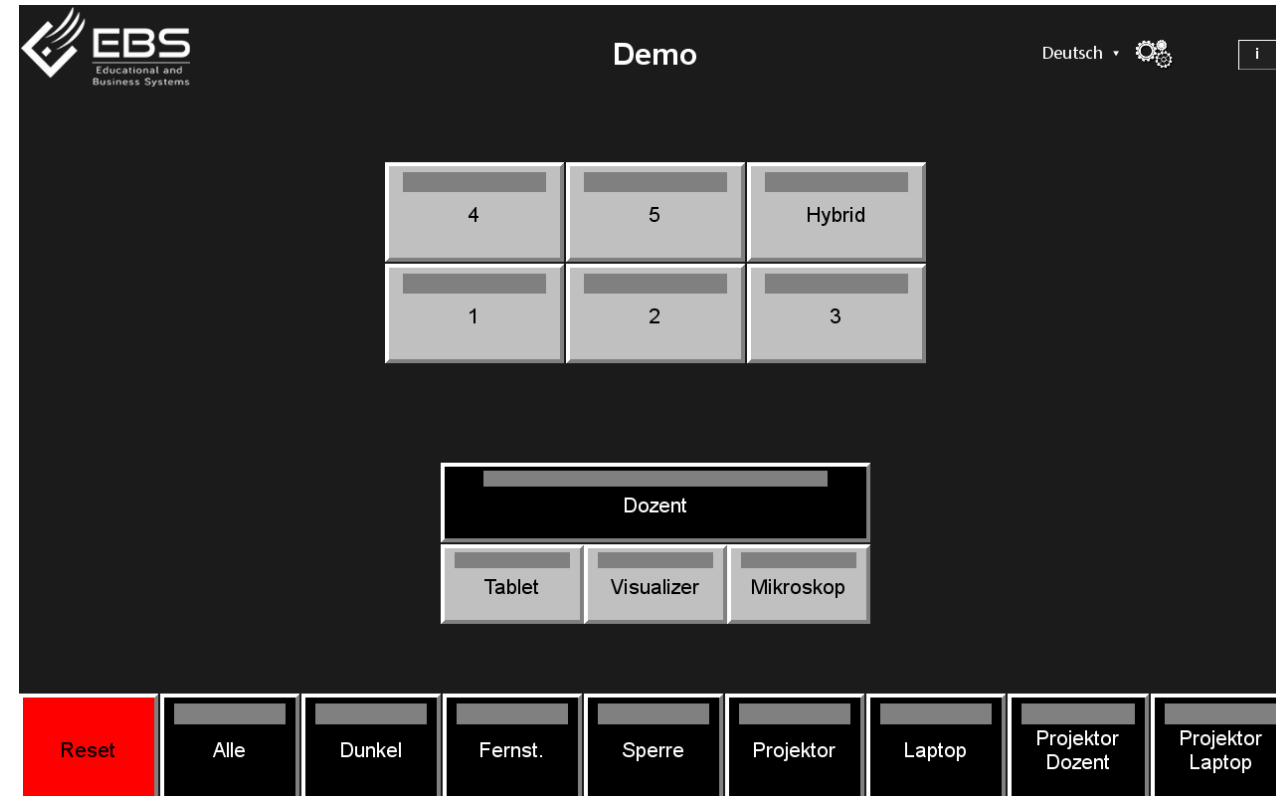 EBS
Educational and
Business Systems
Demo
Deutsch
i
4
5
Hybrid
1
2
3
Dozent
Tablet
Visualizer
Mikroskop
Reset
Alle
Dunkel
Fernst.
Sperre
Projektor
Laptop
Projektor
Dozent
Projektor
Laptop